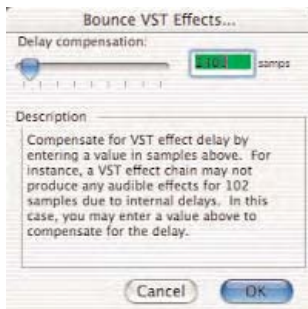 Bounce VST Effects...
Delay compensation:
samps
Description
Compensate for VST effect delay by
entering a value in samples above. For
instance, a VST effect chain may not
produce any audible effects for 102
samples due to internal delays. In this
case, you may enter a value above to
compensate for the delay.
Cancel
OK